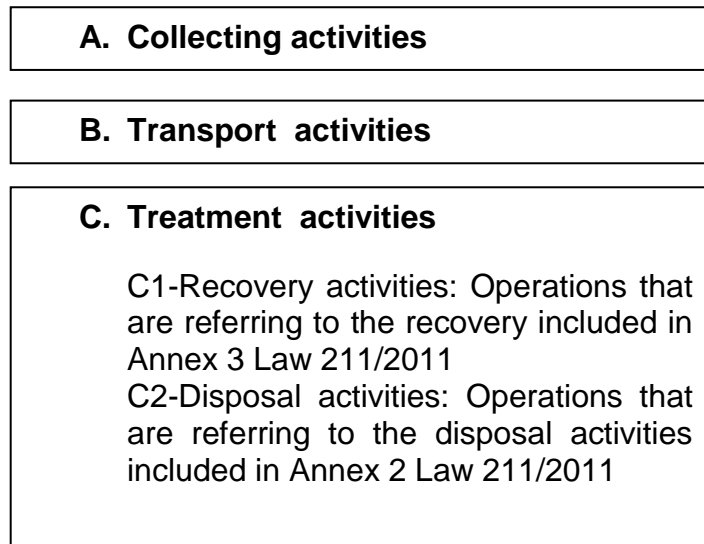 A. Collecting activities
B. Transport activities
C. Treatment activities
C1-Recovery activities: Operations that
are referring to the recovery included in
Annex 3 Law 211/2011
C2-Disposal activities: Operations that
are referring to the disposal activities
included in Annex 2 Law 211/2011